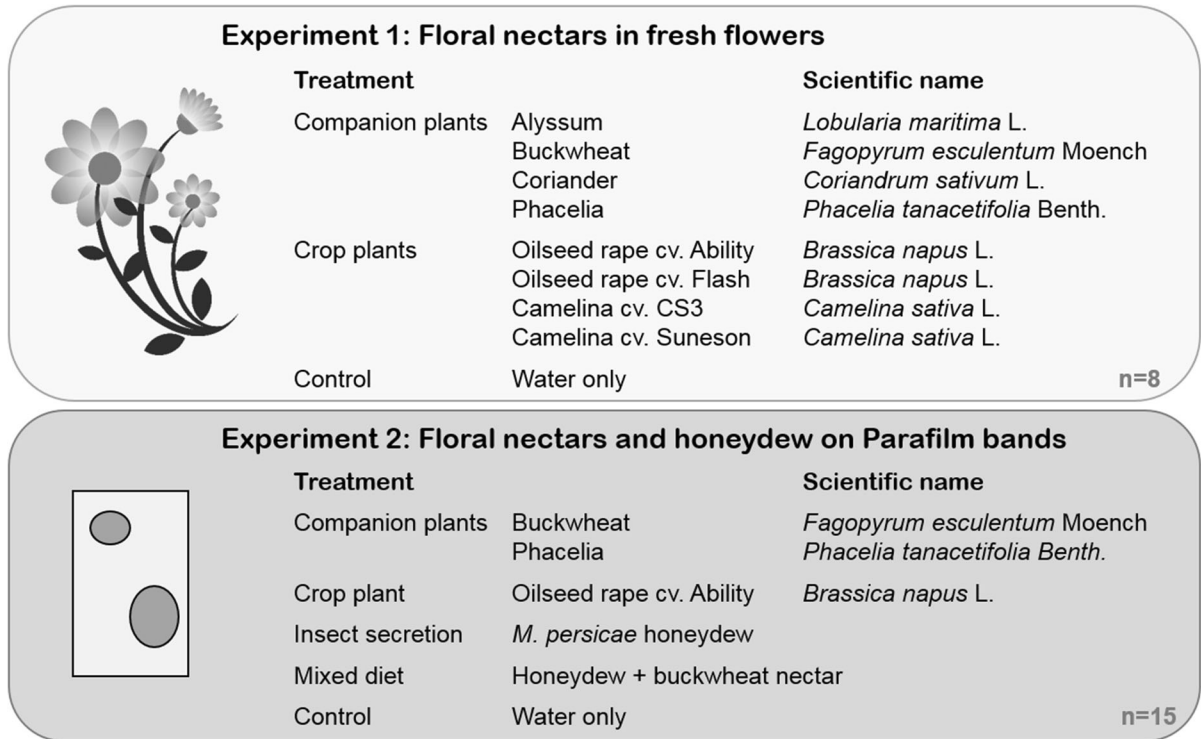 Experiment 1: Floral nectars in fresh flowers
Treatment Scientific name
Companion plants Alyssum Lobularia maritima L.
Buckwheat Fagopyrum esculentum Moench
Coriander Coriandrum sativum L.
Phacelia Phacelia tanacetifolia Benth.
Crop plants Oilseed rape cv. Ability Brassica napus L.
Oilseed rape cv. Flash Brassica napus L.
Camelina cv. CS3 Camelina sativa L.
Camelina cv. Suneson Camelina sativa L.
Control Water only n=8
Experiment 2: Floral nectars and honeydew on Parafilm bands
Treatment Scientific name
Companion plants Buckwheat Fagopyrum esculentum Moench
Phacelia Phacelia tanacetifolia Benth.
Crop plant Oilseed rape cv. Ability Brassica napus L.
Insect secretion M. persicae honeydew
Mixed diet Honeydew + buckwheat nectar
Control Water only n=15